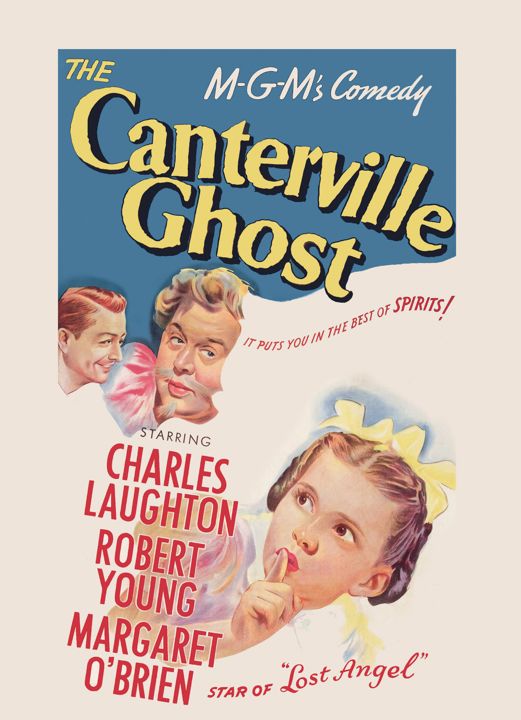 THE
M-G-M's Comedy
Canterville
Ghost
IT PUTS YOU IN THE BEST OF SPIRITS!
STARRING
CHARLES
LAUGHTON
ROBERT
YOUNG
MARGARET
O'BRIEN
STAR OF "Lost Angel"